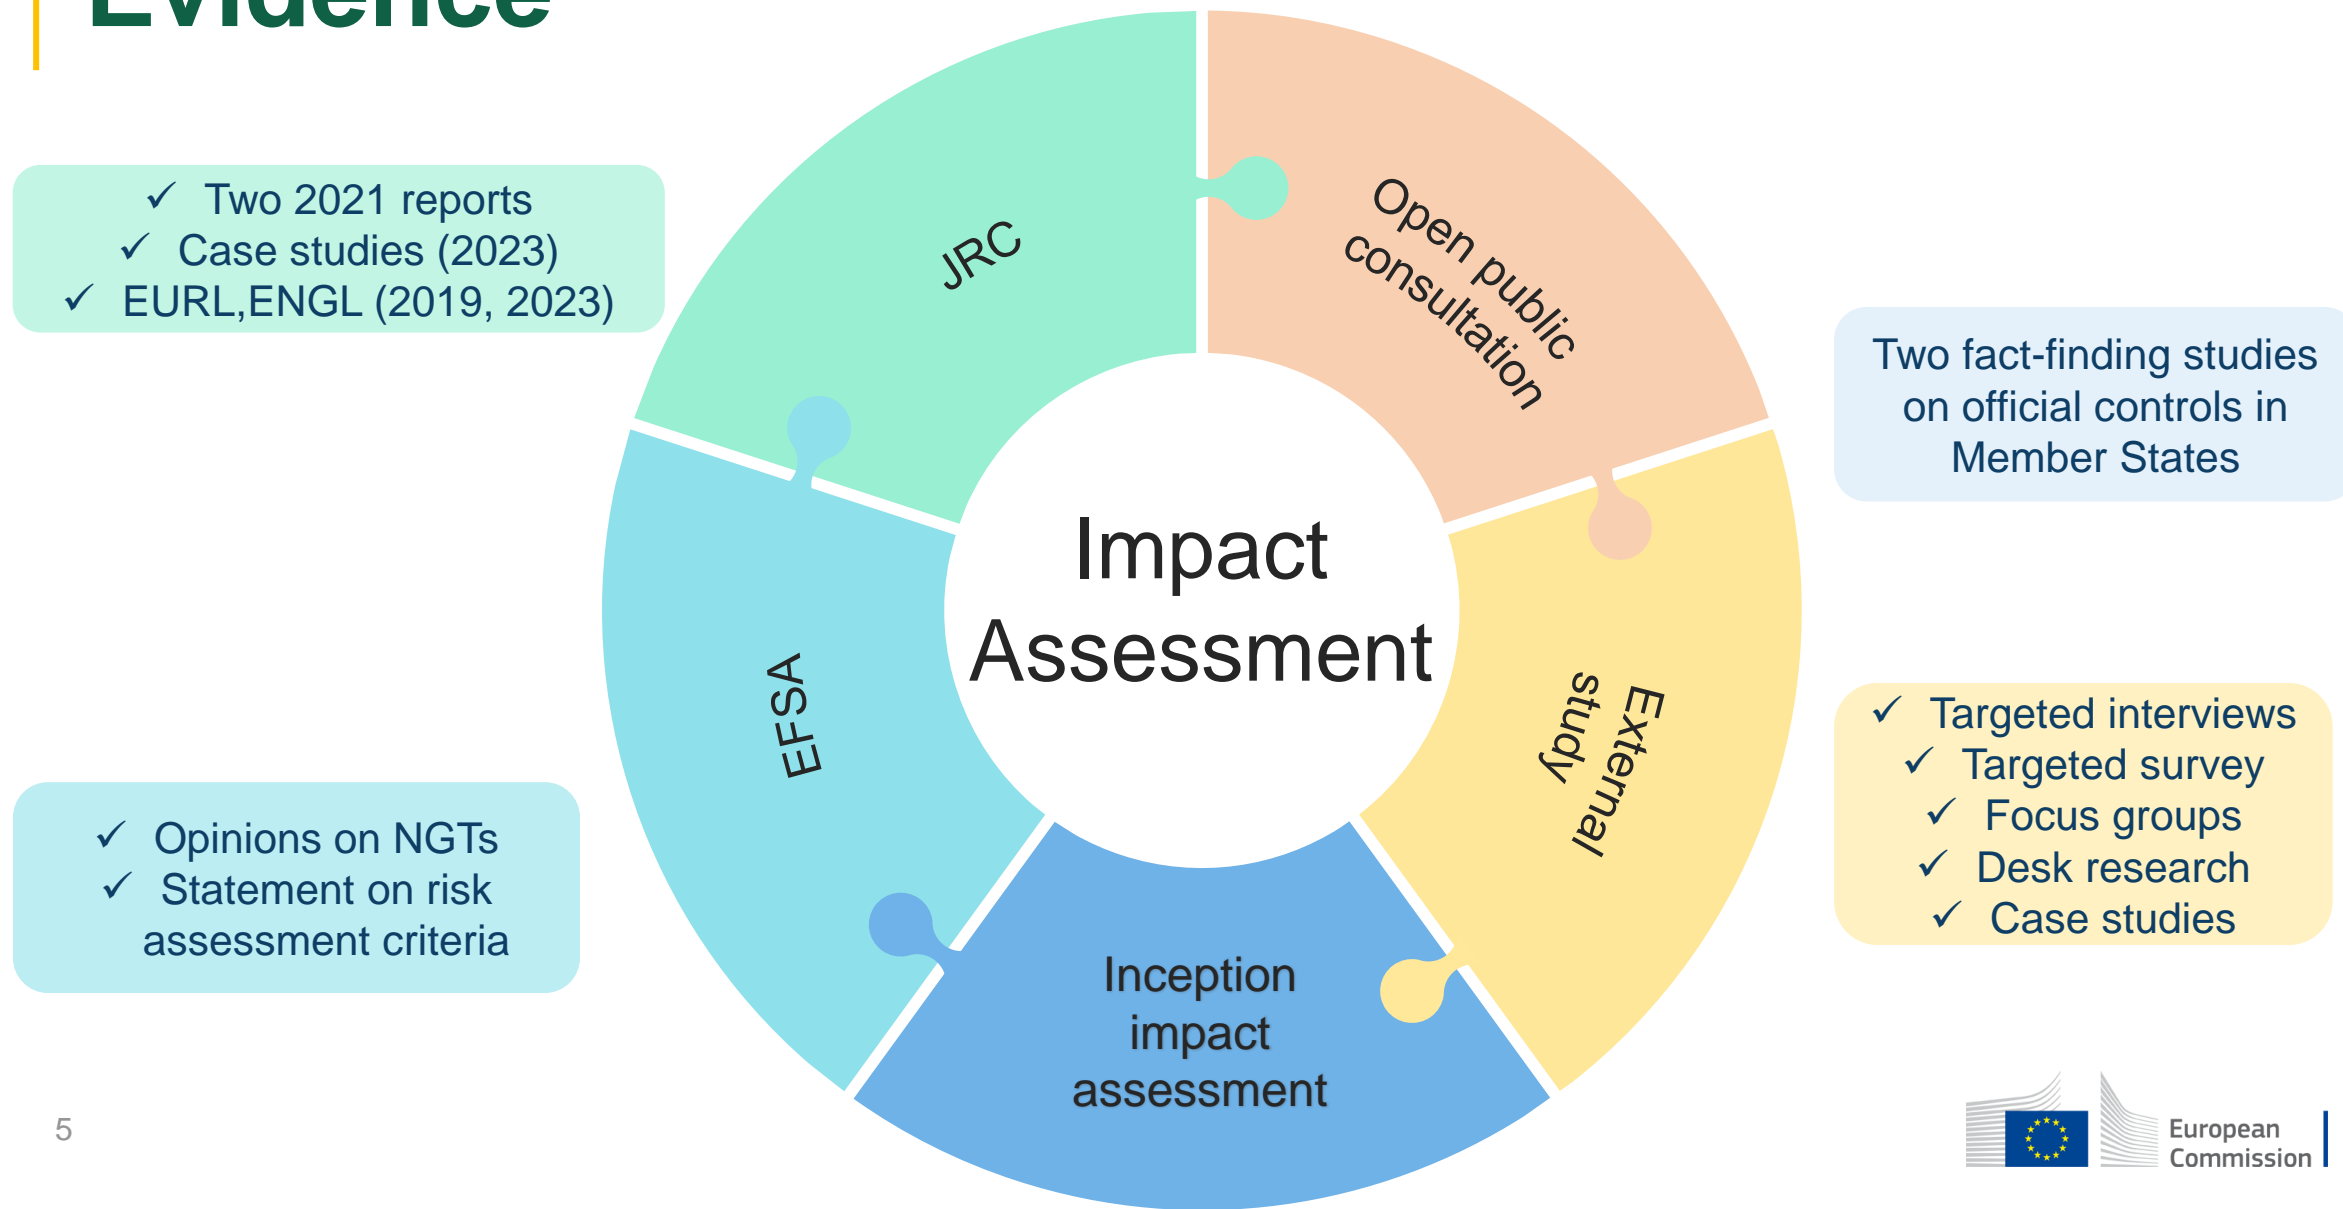 Evidence
✓ Two 2021 reports
✓ Case studies (2023)
✓ EURL,ENGL (2019, 2023)
JRC
Open public
consultation
Two fact-finding studies
on official controls in
Member States
Impact
Assessment
EFSA
External
study
✓ Targeted interviews
✓ Targeted survey
✓ Focus groups
✓ Desk research
✓ Case studies
✓ Opinions on NGTs
✓ Statement on risk
assessment criteria
Inception
impact
assessment
5
European
Commission